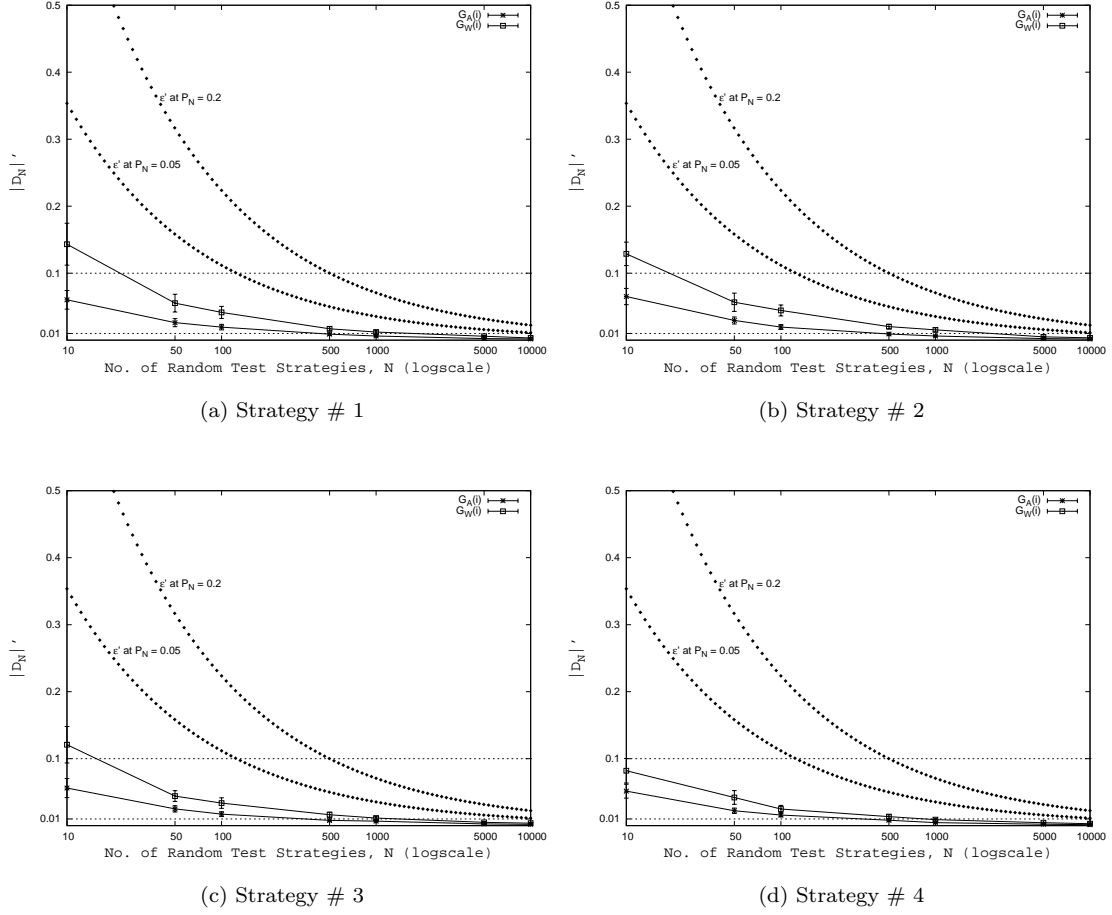 0.5
0.4
0.3
0.2
0.1
0.01
|D_N|′
G_A(i)
G_W(i)
ε′ at P_N = 0.2
ε′ at P_N = 0.05
10 50 100 500 1000 5000 10000
No. of Random Test Strategies, N (logscale)
(a) Strategy # 1
0.5
0.4
0.3
0.2
0.1
0.01
|D_N|′
G_A(i)
G_W(i)
ε′ at P_N = 0.2
ε′ at P_N = 0.05
10 50 100 500 1000 5000 10000
No. of Random Test Strategies, N (logscale)
(b) Strategy # 2
0.5
0.4
0.3
0.2
0.1
0.01
|D_N|′
G_A(i)
G_W(i)
ε′ at P_N = 0.2
ε′ at P_N = 0.05
10 50 100 500 1000 5000 10000
No. of Random Test Strategies, N (logscale)
(c) Strategy # 3
0.5
0.4
0.3
0.2
0.1
0.01
|D_N|′
G_A(i)
G_W(i)
ε′ at P_N = 0.2
ε′ at P_N = 0.05
10 50 100 500 1000 5000 10000
No. of Random Test Strategies, N (logscale)
(d) Strategy # 4